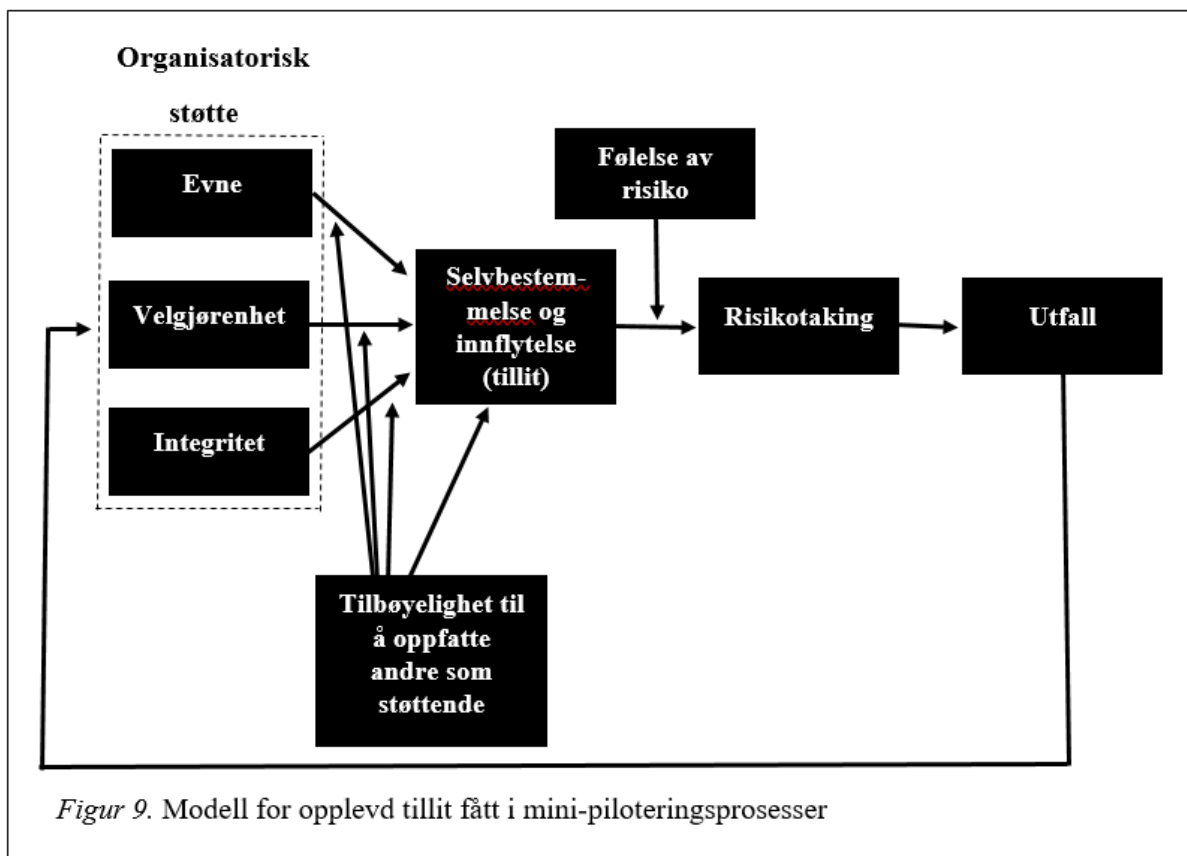 Organisatorisk
støtte
Evne
Velgjørenhet
Integritet
Følelse av
risiko
Selvbestem-
melse og
innflytelse
(tillit)
Risikotaking
Utfall
Tilbøyelighet til
å oppfatte
andre som
støttende
Figur 9. Modell for opplevd tillit fått i mini-piloteringsprosesser